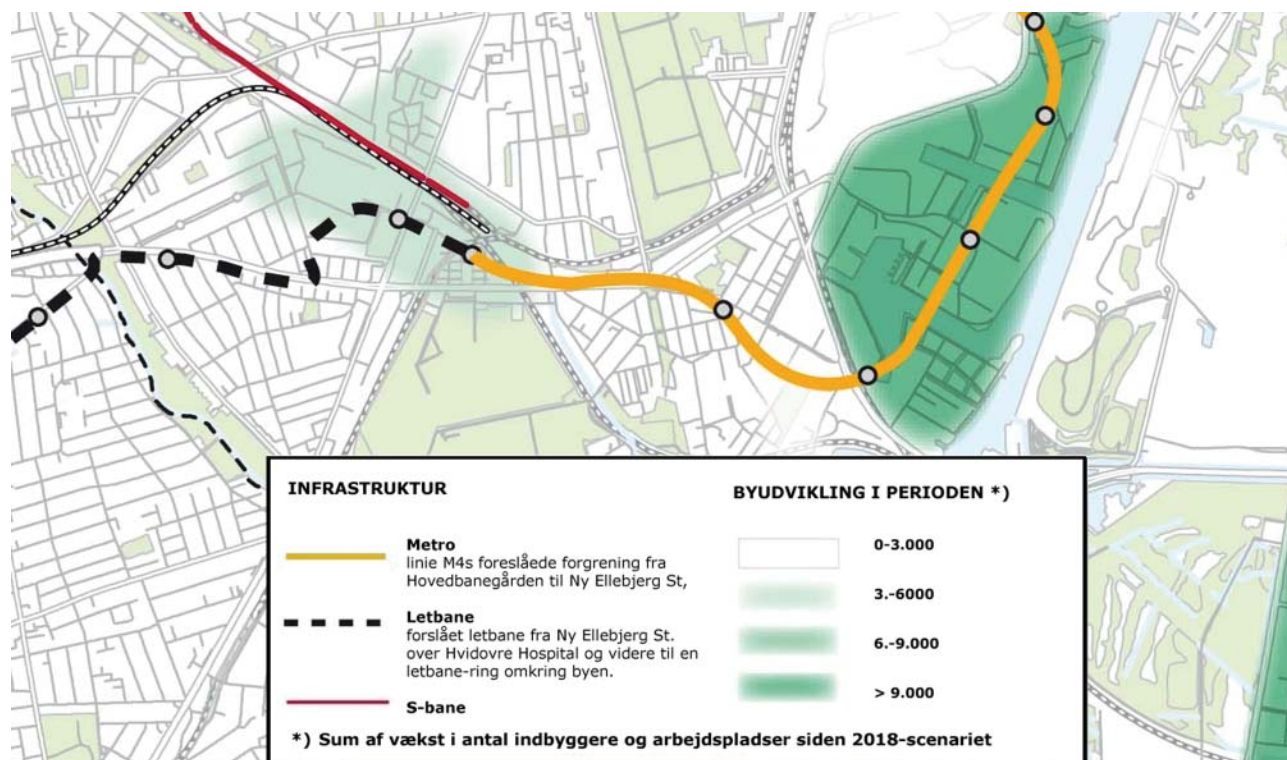 INFRASTRUKTUR
Metro
linie M4s foreslåede forgrening fra
Hovedbanegården til Ny Ellebjerg St,
Letbane
forslået letbane fra Ny Ellebjerg St.
over Hvidovre Hospital og videre til en
letbane-ring omkring byen.
S-bane
BYUDVIKLING I PERIODEN *)
0-3.000
3.-6000
6.-9.000
> 9.000
*) Sum af vækst i antal indbyggere og arbejdspladser siden 2018-scenariet